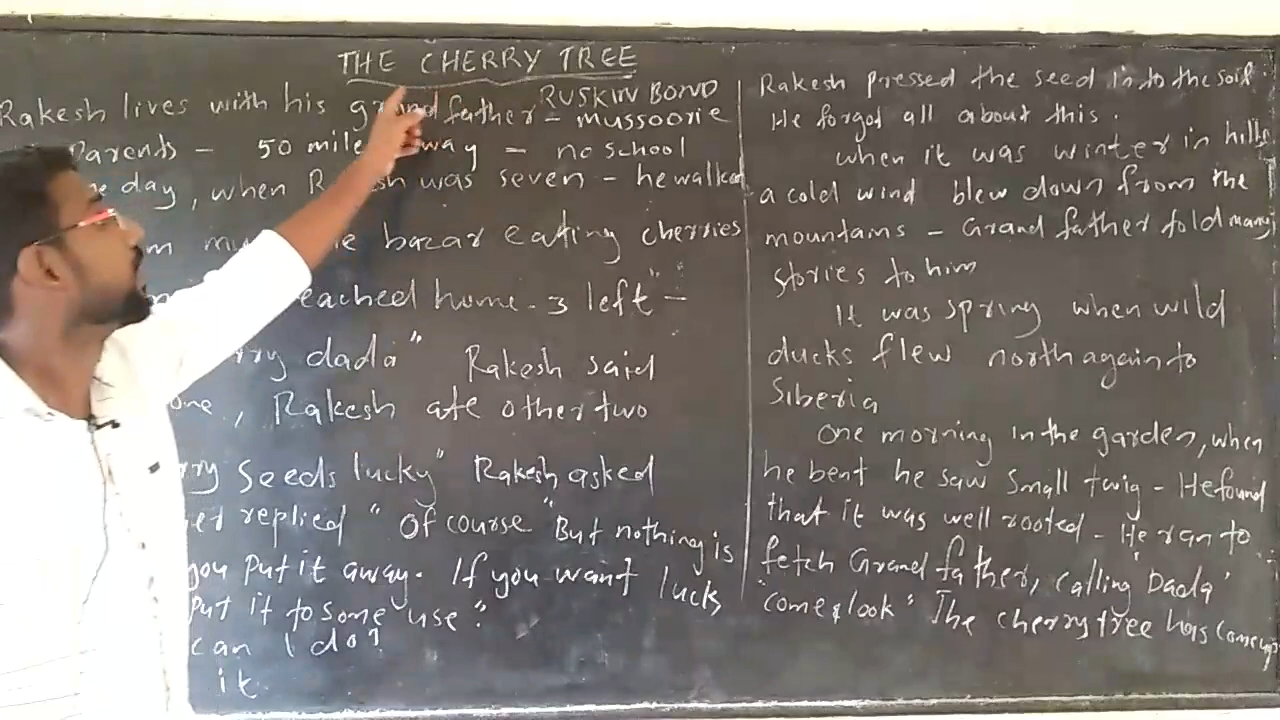 THE CHERRY TREE
RUSKIN BOND
Rakesh lives with his grand father - mussoorie
Parents - 50 mile away - no school
day, when R sh was seven - he walked
bazar eating cherries
eached home - 3 left -
rry dada" Rakesh said
one, Rakesh ate other two
rry seeds lucky" Rakesh asked
replied "Of course" But nothing is
you put it away. If you want luck,
put it to some use."
can I do?
it
Rakesh pressed the seed in to the soil
He forgot all about this.
when it was winter in hills
a cold wind blew down from the
mountains - Grand father told many
stories to him
It was spring when wild
ducks flew north again to
Siberia
One morning in the garden, when
he bent he saw small twig - He found
that it was well rooted - He ran to
fetch Grand father, calling 'Dada'
"come & look" The cherry tree has come up